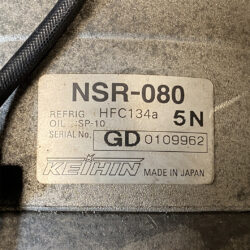 NSR-080
REFRIG HFC134a 5N
OIL SP-10
SERIAL No. GD 0109962
KEIHIN
MADE IN JAPAN